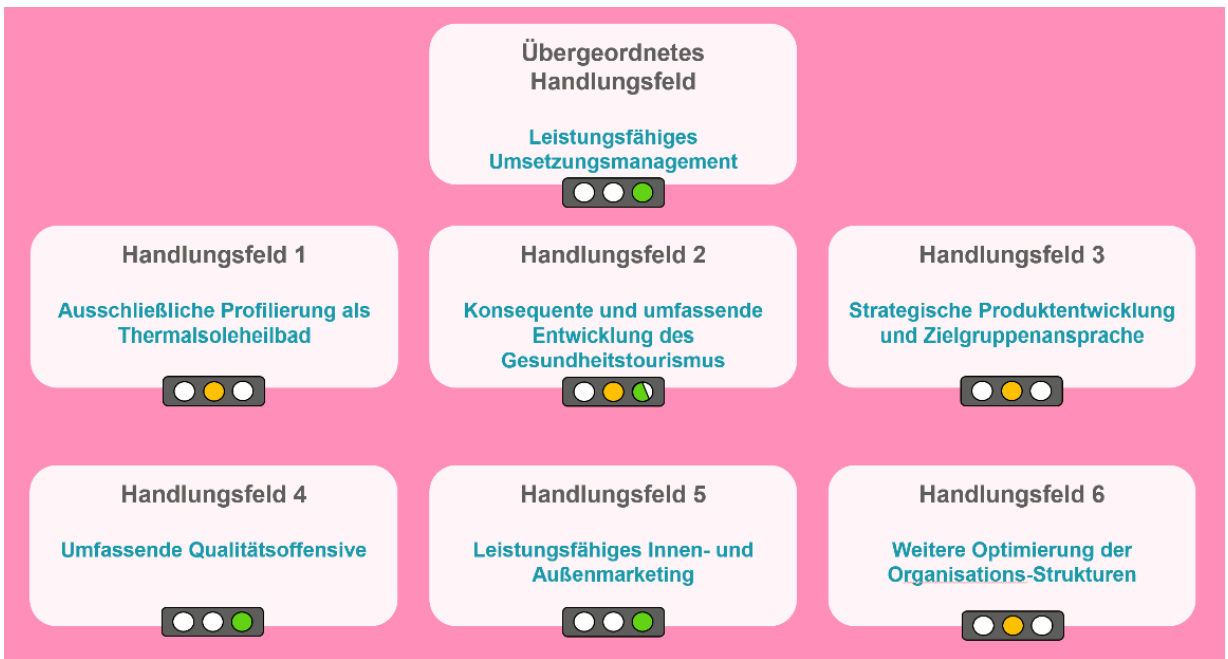 Übergeordnetes
Handlungsfeld
Leistungsfähiges
Umsetzungsmanagement
Handlungsfeld 1
Ausschließliche Profilierung als
Thermalsoleheilbad
Handlungsfeld 2
Konsequente und umfassende
Entwicklung des
Gesundheitstourismus
Handlungsfeld 3
Strategische Produktentwicklung
und Zielgruppenansprache
Handlungsfeld 4
Umfassende Qualitätsoffensive
Handlungsfeld 5
Leistungsfähiges Innen- und
Außenmarketing
Handlungsfeld 6
Weitere Optimierung der
Organisations-Strukturen